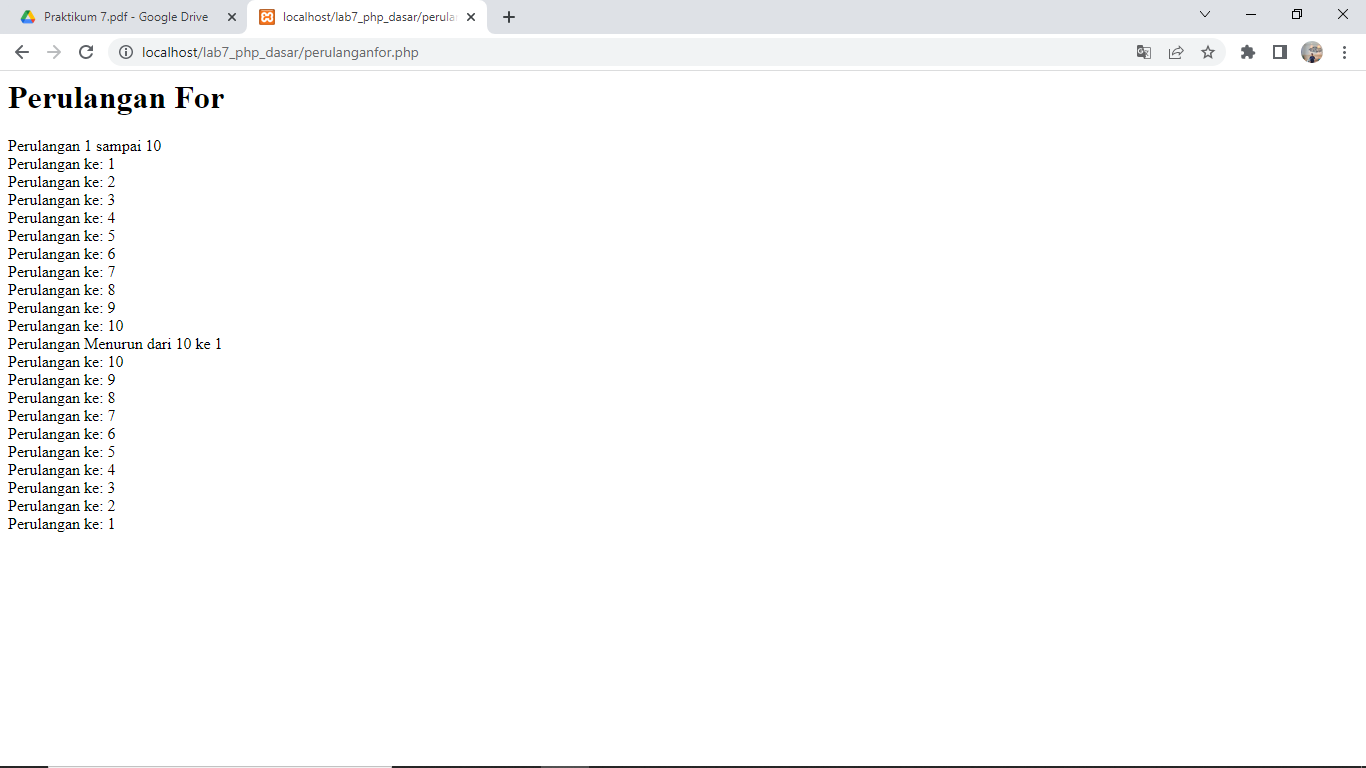 Praktikum 7.pdf - Google Drive
localhost/lab7_php_dasar/perula
localhost/lab7_php_dasar/perulanganfor.php
Perulangan For
Perulangan 1 sampai 10
Perulangan ke: 1
Perulangan ke: 2
Perulangan ke: 3
Perulangan ke: 4
Perulangan ke: 5
Perulangan ke: 6
Perulangan ke: 7
Perulangan ke: 8
Perulangan ke: 9
Perulangan ke: 10
Perulangan Menurun dari 10 ke 1
Perulangan ke: 10
Perulangan ke: 9
Perulangan ke: 8
Perulangan ke: 7
Perulangan ke: 6
Perulangan ke: 5
Perulangan ke: 4
Perulangan ke: 3
Perulangan ke: 2
Perulangan ke: 1